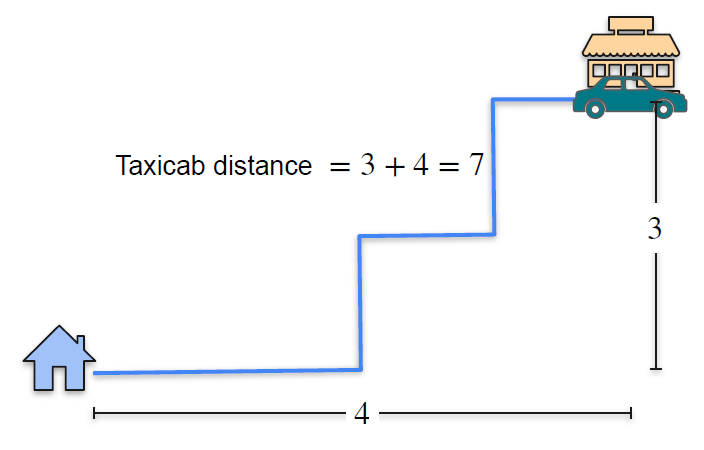 Taxicab distance = 3 + 4 = 7
3
4